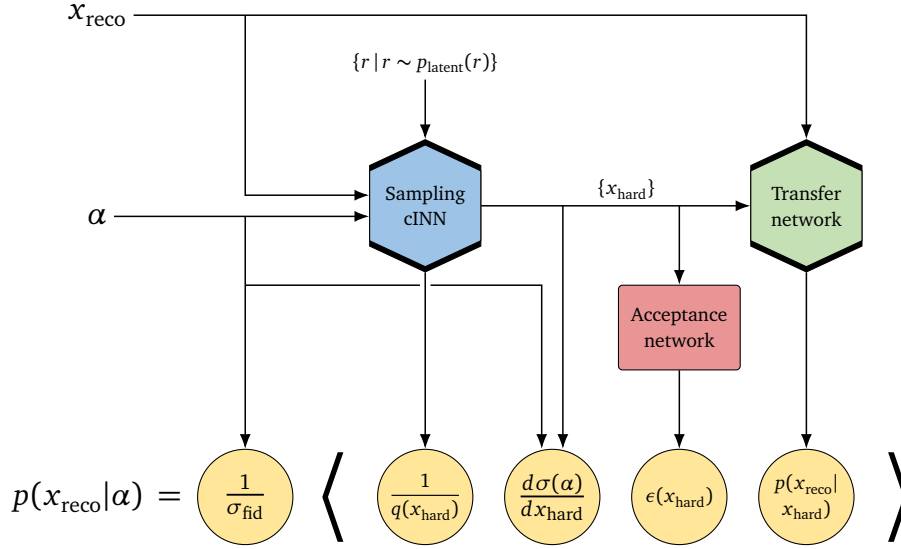 x_reco
{r | r ∼ p_latent(r)}
Sampling
cINN
{x_hard}
Transfer
network
α
Acceptance
network
p(x_reco|α) = 1/σ_fid ⟨ 1/q(x_hard) dσ(α)/dx_hard ϵ(x_hard) p(x_reco| x_hard) ⟩